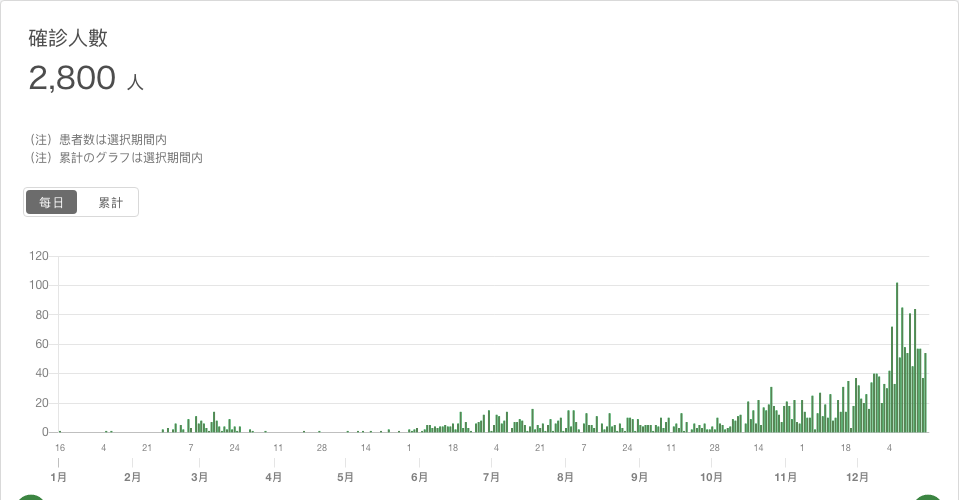 確診人數
2,800 人
（注）患者数は選択期間内
（注）累計のグラフは選択期間内
每日 累計
120
100
80
60
40
20
0
16 4 21 7 24 11 28 14 1 18 4 21 7 24 11 28 14 1 18 4
1月 2月 3月 4月 5月 6月 7月 8月 9月 10月 11月 12月